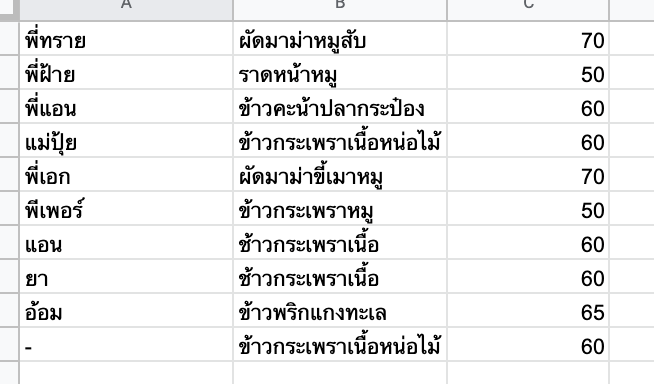 A B C
พี่ทราย ผัดมาม่าหมูสับ 70
พี่ฝ้าย ราดหน้าหมู 50
พี่แอน ข้าวคะน้าปลากระป๋อง 60
แม่ปุ้ย ข้าวกระเพราเนื้อหน่อไม้ 60
พี่เอก ผัดมาม่าขี้เมาหมู 70
พีเพอร์ ข้าวกระเพราหมู 50
แอน ช้าวกระเพราเนื้อ 60
ยา ช้าวกระเพราเนื้อ 60
อ้อม ข้าวพริกแกงทะเล 65
- ข้าวกระเพราเนื้อหน่อไม้ 60